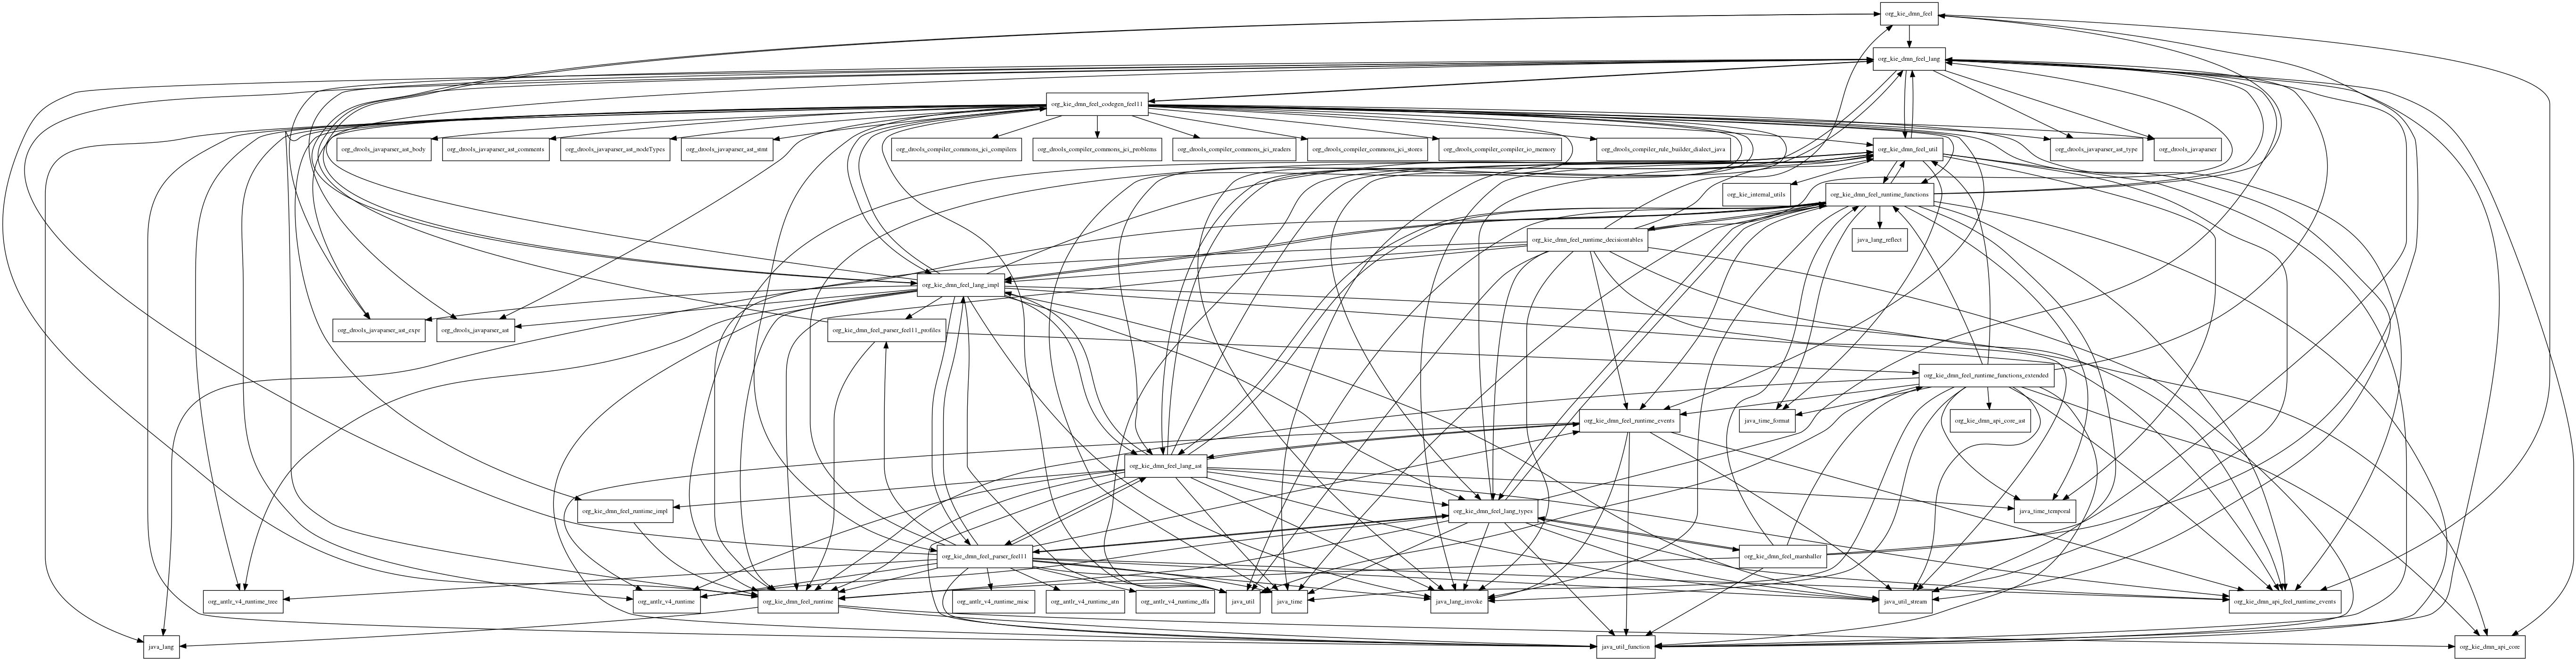 org_kie_dmn_feel
org_kie_dmn_feel_lang
org_kie_dmn_feel_codegen_feel11
org_drools_javaparser_ast_body
org_drools_javaparser_ast_comments
org_drools_javaparser_ast_nodeTypes
org_drools_javaparser_ast_stmt
org_drools_compiler_commons_jci_compilers
org_drools_compiler_commons_jci_problems
org_drools_compiler_commons_jci_readers
org_drools_compiler_commons_jci_stores
org_drools_compiler_compiler_io_memory
org_drools_compiler_rule_builder_dialect_java
org_kie_dmn_feel_util
org_drools_javaparser_ast_type
org_drools_javaparser
org_kie_internal_utils
org_kie_dmn_feel_runtime_functions
org_kie_dmn_feel_runtime_decisiontables
java_lang_reflect
org_kie_dmn_feel_lang_impl
org_drools_javaparser_ast_expr
org_drools_javaparser_ast
org_kie_dmn_feel_parser_feel11_profiles
org_kie_dmn_feel_runtime_functions_extended
org_kie_dmn_feel_runtime_events
java_time_format
org_kie_dmn_api_core_ast
org_kie_dmn_feel_lang_ast
org_kie_dmn_feel_runtime_impl
org_kie_dmn_feel_lang_types
java_time_temporal
org_kie_dmn_feel_parser_feel11
org_kie_dmn_feel_marshaller
org_antlr_v4_runtime_tree
org_antlr_v4_runtime
org_kie_dmn_feel_runtime
org_antlr_v4_runtime_misc
org_antlr_v4_runtime_atn
org_antlr_v4_runtime_dfa
java_util
java_time
java_lang_invoke
java_util_stream
org_kie_dmn_api_feel_runtime_events
java_lang
java_util_function
org_kie_dmn_api_core